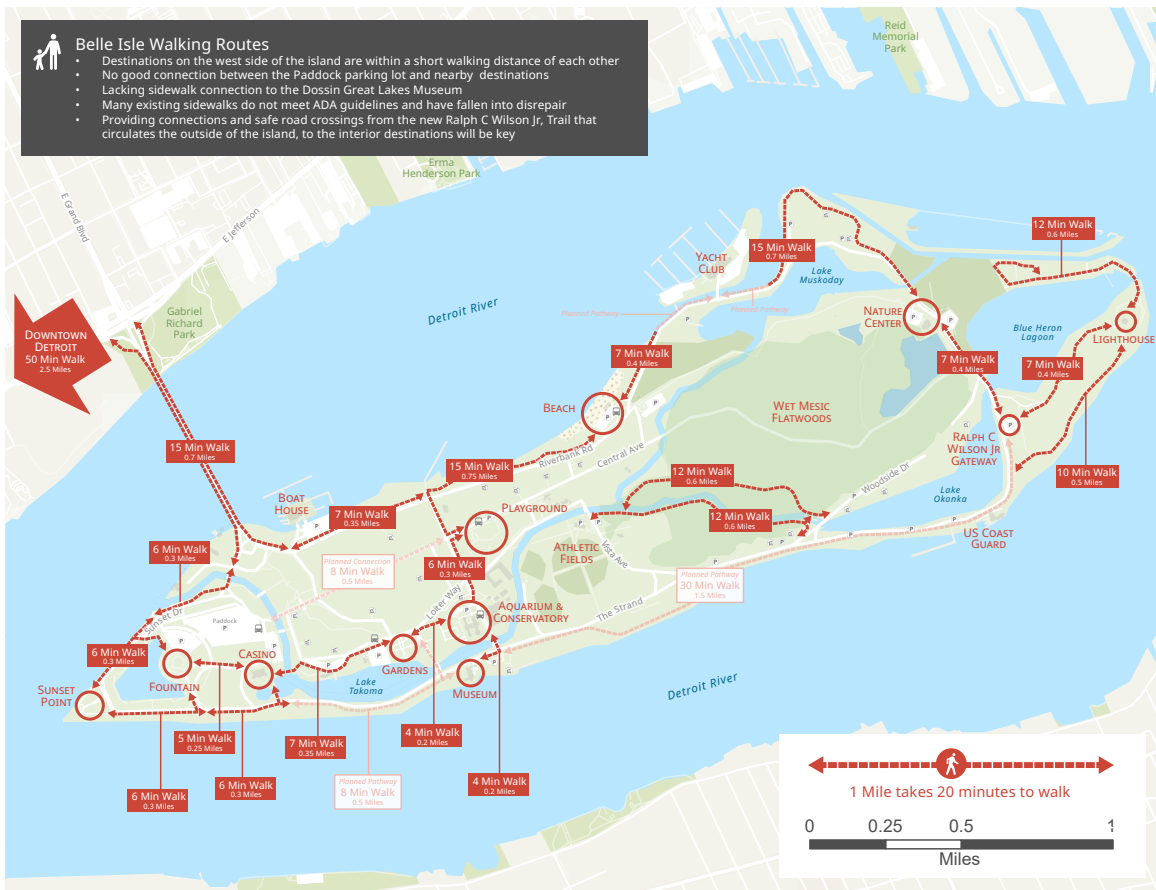 Belle Isle Walking Routes
• Destinations on the west side of the island are within a short walking distance of each other
• No good connection between the Paddock parking lot and nearby destinations
• Lacking sidewalk connection to the Dossin Great Lakes Museum
• Many existing sidewalks do not meet ADA guidelines and have fallen into disrepair
• Providing connections and safe road crossings from the new Ralph C Wilson Jr, Trail that
circulates the outside of the island, to the interior destinations will be key
Reid
Memorial
Park
Erma
Henderson Park
E Grand Blvd
E Jefferson
Gabriel
Richard
Park
Downtown
Detroit
50 Min Walk
2.5 Miles
Detroit River
Yacht
Club
15 Min Walk
0.7 Miles
Lake
Muskoday
12 Min Walk
0.6 Miles
Planned Pathway
Planned Pathway
Nature
Center
Blue Heron
Lagoon
Lighthouse
7 Min Walk
0.4 Miles
7 Min Walk
0.4 Miles
7 Min Walk
0.4 Miles
Beach
Wet Mesic
Flatwoods
Ralph C
Wilson Jr
Gateway
15 Min Walk
0.7 Miles
Riverbank Rd
Central Ave
15 Min Walk
0.75 Miles
12 Min Walk
0.6 Miles
Woodside Dr
10 Min Walk
0.5 Miles
Lake
Okonka
Boat
House
7 Min Walk
0.35 Miles
Playground
12 Min Walk
0.6 Miles
US Coast
Guard
6 Min Walk
0.3 Miles
Planned Connection
8 Min Walk
0.5 Miles
6 Min Walk
0.3 Miles
Athletic
Fields
Vista Ave
Planned Pathway
30 Min Walk
1.5 Miles
Loiter Way
The Strand
Sunset Dr
Paddock
Aquarium &
Conservatory
6 Min Walk
0.3 Miles
Casino
Gardens
Sunset
Point
Fountain
Lake
Takoma
Museum
Detroit River
5 Min Walk
0.25 Miles
7 Min Walk
0.35 Miles
4 Min Walk
0.2 Miles
6 Min Walk
0.3 Miles
6 Min Walk
0.3 Miles
Planned Pathway
8 Min Walk
0.5 Miles
4 Min Walk
0.2 Miles
1 Mile takes 20 minutes to walk
0 0.25 0.5 1
Miles